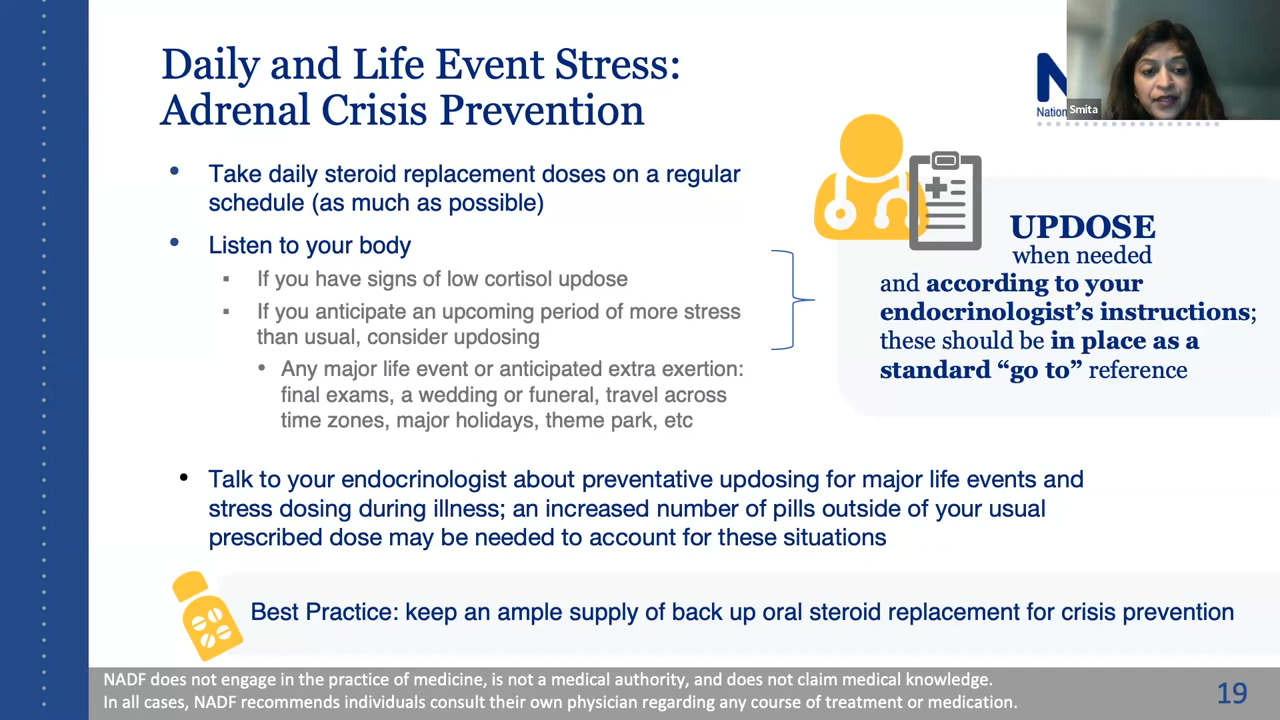 Daily and Life Event Stress:
Adrenal Crisis Prevention
N
Nation
Smita
• Take daily steroid replacement doses on a regular
schedule (as much as possible)
• Listen to your body
▪ If you have signs of low cortisol updose
▪ If you anticipate an upcoming period of more stress
than usual, consider updosing
• Any major life event or anticipated extra exertion:
final exams, a wedding or funeral, travel across
time zones, major holidays, theme park, etc
UPDOSE
when needed
and according to your
endocrinologist’s instructions;
these should be in place as a
standard “go to” reference
• Talk to your endocrinologist about preventative updosing for major life events and
stress dosing during illness; an increased number of pills outside of your usual
prescribed dose may be needed to account for these situations
Best Practice: keep an ample supply of back up oral steroid replacement for crisis prevention
NADF does not engage in the practice of medicine, is not a medical authority, and does not claim medical knowledge.
In all cases, NADF recommends individuals consult their own physician regarding any course of treatment or medication.
19